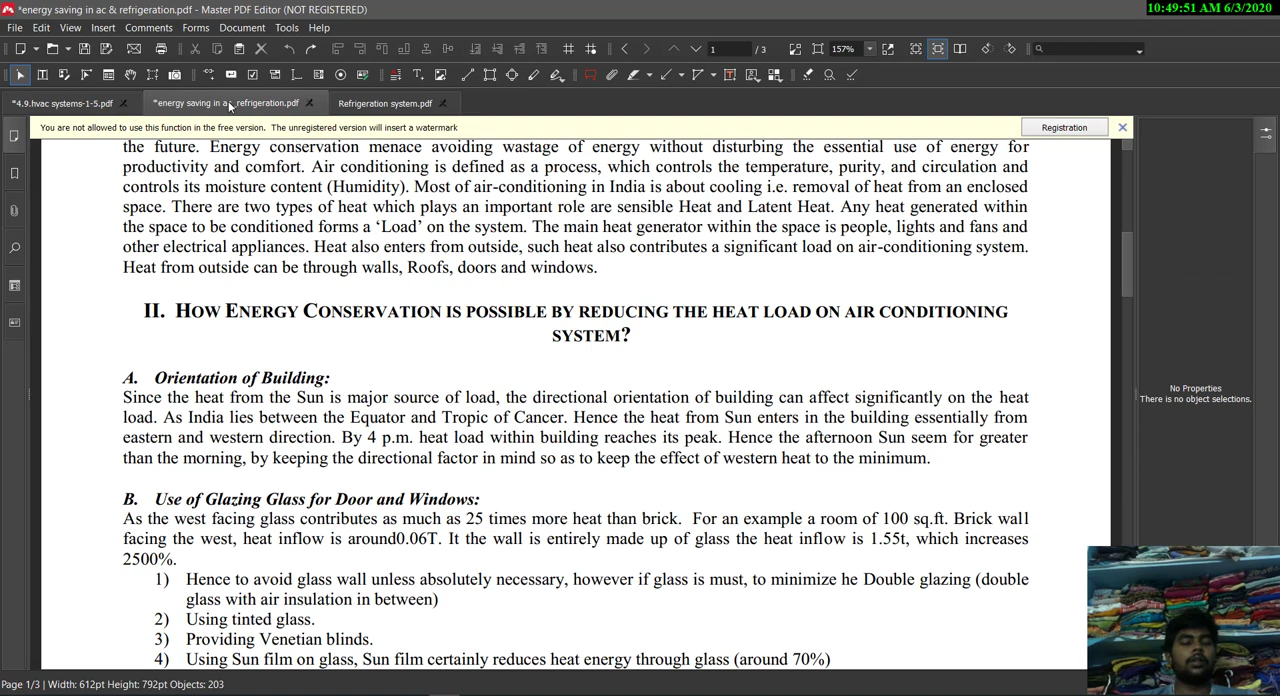 *energy saving in ac & refrigeration.pdf - Master PDF Editor (NOT REGISTERED)
10:49:51 AM 6/3/2020
File Edit View Insert Comments Forms Document Tools Help
1 / 3 157%
*4.9.hvac systems-1-5.pdf *energy saving in ac refrigeration.pdf Refrigeration system.pdf
You are not allowed to use this function in the free version. The unregistered version will insert a watermark Registration
the future. Energy conservation menace avoiding wastage of energy without disturbing the essential use of energy for
productivity and comfort. Air conditioning is defined as a process, which controls the temperature, purity, and circulation and
controls its moisture content (Humidity). Most of air-conditioning in India is about cooling i.e. removal of heat from an enclosed
space. There are two types of heat which plays an important role are sensible Heat and Latent Heat. Any heat generated within
the space to be conditioned forms a ‘Load’ on the system. The main heat generator within the space is people, lights and fans and
other electrical appliances. Heat also enters from outside, such heat also contributes a significant load on air-conditioning system.
Heat from outside can be through walls, Roofs, doors and windows.
II. HOW ENERGY CONSERVATION IS POSSIBLE BY REDUCING THE HEAT LOAD ON AIR CONDITIONING
SYSTEM?
A. Orientation of Building:
Since the heat from the Sun is major source of load, the directional orientation of building can affect significantly on the heat
load. As India lies between the Equator and Tropic of Cancer. Hence the heat from Sun enters in the building essentially from
eastern and western direction. By 4 p.m. heat load within building reaches its peak. Hence the afternoon Sun seem for greater
than the morning, by keeping the directional factor in mind so as to keep the effect of western heat to the minimum.
No Properties
There is no object selections.
B. Use of Glazing Glass for Door and Windows:
As the west facing glass contributes as much as 25 times more heat than brick. For an example a room of 100 sq.ft. Brick wall
facing the west, heat inflow is around0.06T. It the wall is entirely made up of glass the heat inflow is 1.55t, which increases
2500%.
1) Hence to avoid glass wall unless absolutely necessary, however if glass is must, to minimize he Double glazing (double
glass with air insulation in between)
2) Using tinted glass.
3) Providing Venetian blinds.
4) Using Sun film on glass, Sun film certainly reduces heat energy through glass (around 70%)
Page 1/3 | Width: 612pt Height: 792pt Objects: 203